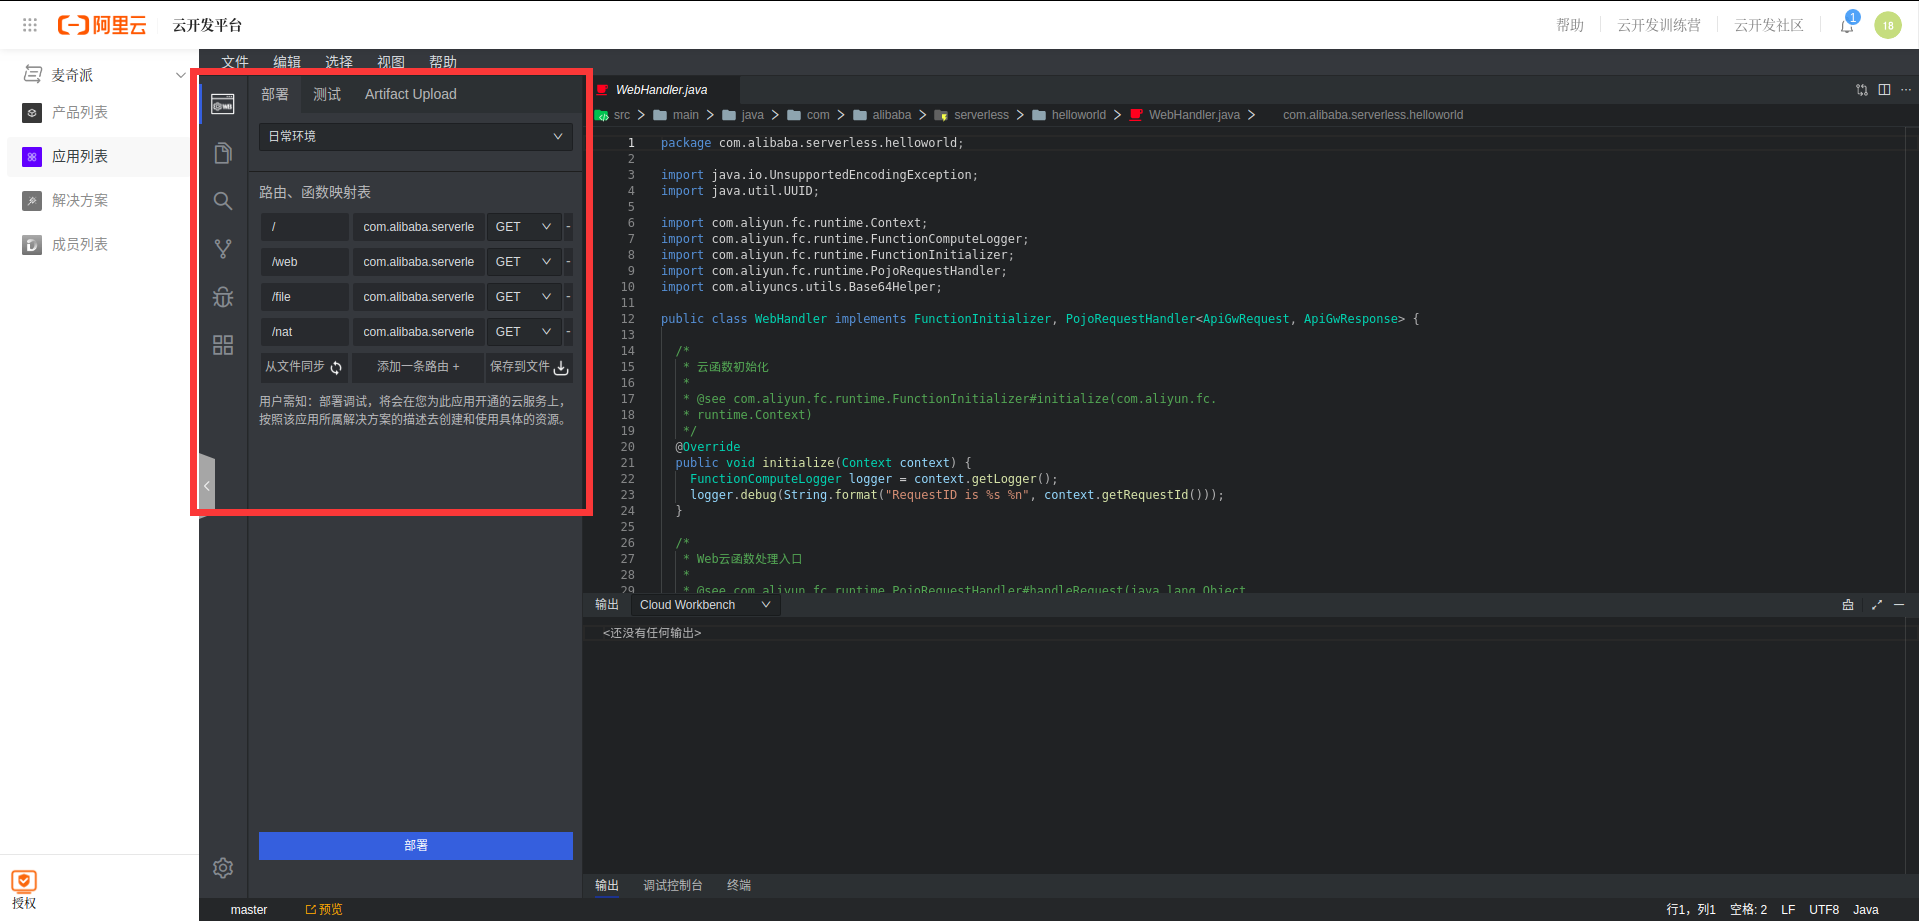 阿里云 云开发平台 帮助 云开发训练营 云开发社区 1 18
麦奇派
产品列表
应用列表
解决方案
成员列表
授权
文件 编辑 选择 视图 帮助
部署 测试 Artifact Upload
日常环境
路由、函数映射表
/ com.alibaba.serverle GET -
/web com.alibaba.serverle GET -
/file com.alibaba.serverle GET -
/nat com.alibaba.serverle GET -
从文件同步 添加一条路由 + 保存到文件
用户需知：部署调试，将会在您为此应用开通的云服务上，
按照该应用所属解决方案的描述去创建和使用具体的资源。
部署
WebHandler.java
src > main > java > com > alibaba > serverless > helloworld > WebHandler.java > com.alibaba.serverless.helloworld
1 package com.alibaba.serverless.helloworld;
2
3 import java.io.UnsupportedEncodingException;
4 import java.util.UUID;
5
6 import com.aliyun.fc.runtime.Context;
7 import com.aliyun.fc.runtime.FunctionComputeLogger;
8 import com.aliyun.fc.runtime.FunctionInitializer;
9 import com.aliyun.fc.runtime.PojoRequestHandler;
10 import com.aliyuncs.utils.Base64Helper;
11
12 public class WebHandler implements FunctionInitializer, PojoRequestHandler<ApiGwRequest, ApiGwResponse> {
13
14 /*
15 * 云函数初始化
16 *
17 * @see com.aliyun.fc.runtime.FunctionInitializer#initialize(com.aliyun.fc.
18 * runtime.Context)
19 */
20 @Override
21 public void initialize(Context context) {
22 FunctionComputeLogger logger = context.getLogger();
23 logger.debug(String.format("RequestID is %s %n", context.getRequestId()));
24 }
25
26 /*
27 * Web云函数处理入口
28 *
29 * @see com.aliyun.fc.runtime.PojoRequestHandler#handleRequest(java.lang.Object
输出 Cloud Workbench
<还没有任何输出>
输出 调试控制台 终端
master 预览 行1，列1 空格: 2 LF UTF8 Java